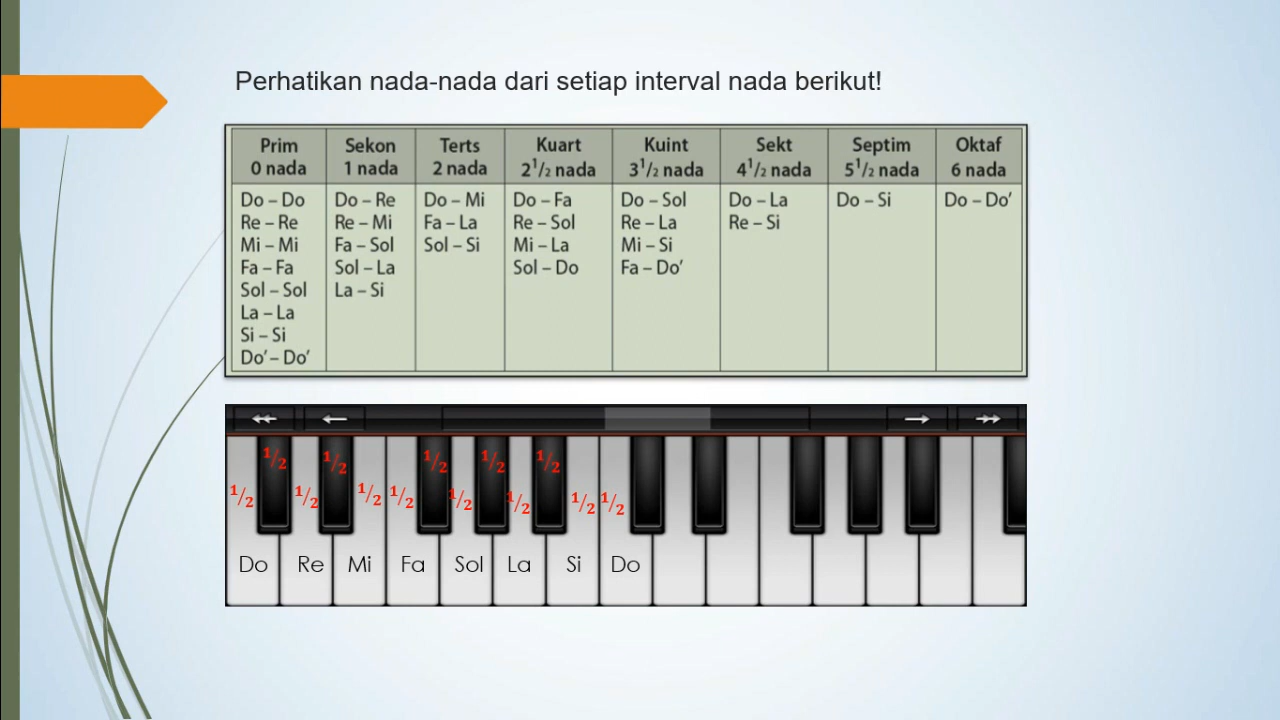 Perhatikan nada-nada dari setiap interval nada berikut!
Prim Sekon Terts Kuart Kuint Sekt Septim Oktaf
0 nada 1 nada 2 nada 2 1/2 nada 3 1/2 nada 4 1/2 nada 5 1/2 nada 6 nada
Do – Do Do – Re Do – Mi Do – Fa Do – Sol Do – La Do – Si Do – Do′
Re – Re Re – Mi Fa – La Re – Sol Re – La Re – Si
Mi – Mi Fa – Sol Sol – Si Mi – La Mi – Si
Fa – Fa Sol – La Sol – Do Fa – Do′
Sol – Sol La – Si
La – La
Si – Si
Do′ – Do′
1/2 1/2 1/2 1/2 1/2
1/2 1/2 1/2 1/2 1/2 1/2 1/2 1/2
Do Re Mi Fa Sol La Si Do